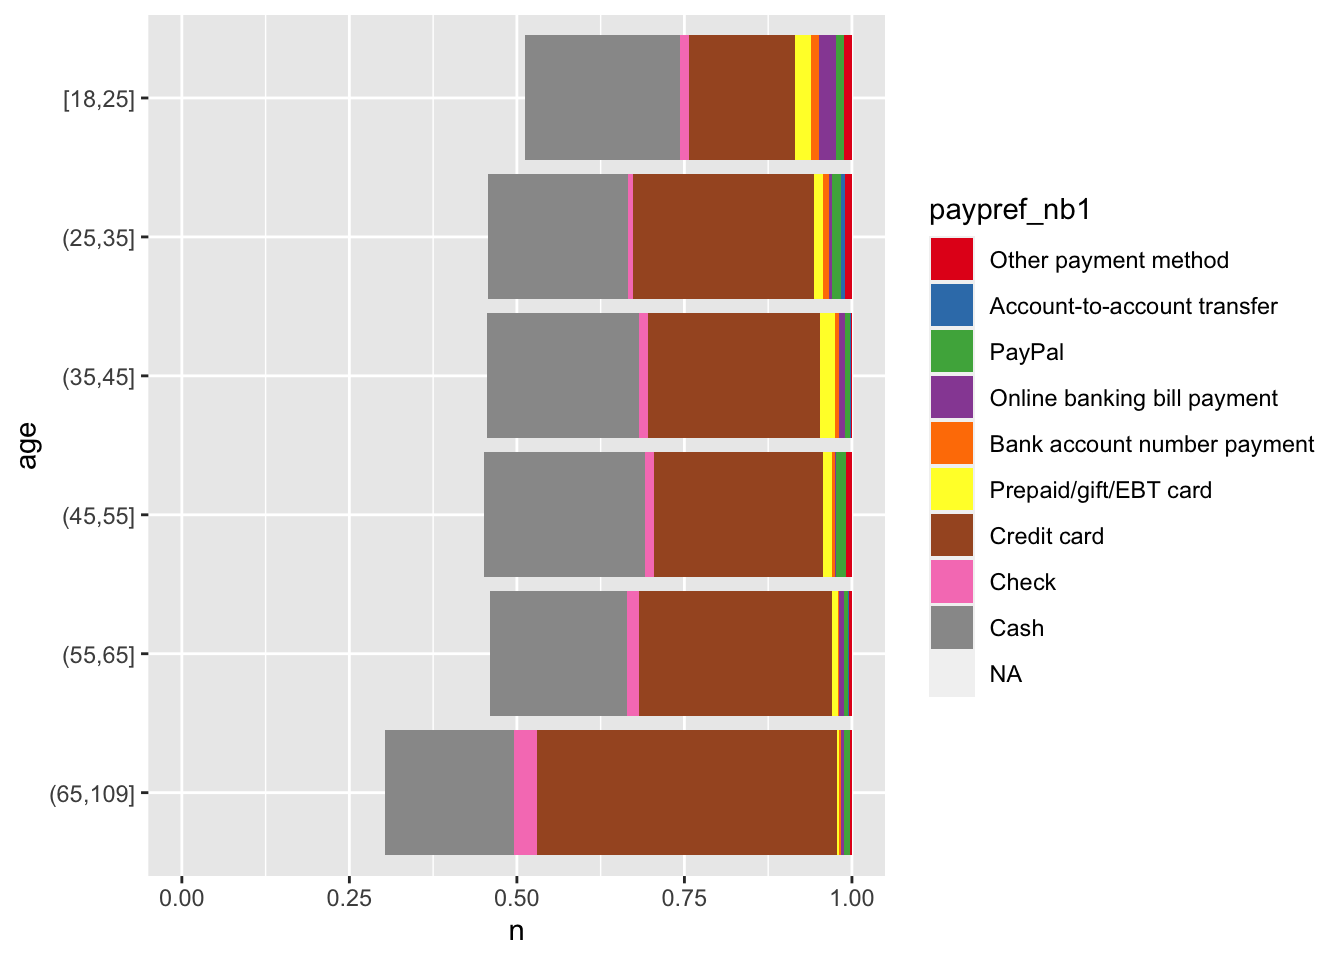 [18,25]
(25,35]
(35,45]
(45,55]
(55,65]
(65,109]
age
0.00
0.25
0.50
0.75
1.00
n
paypref_nb1
Other payment method
Account-to-account transfer
PayPal
Online banking bill payment
Bank account number payment
Prepaid/gift/EBT card
Credit card
Check
Cash
NA